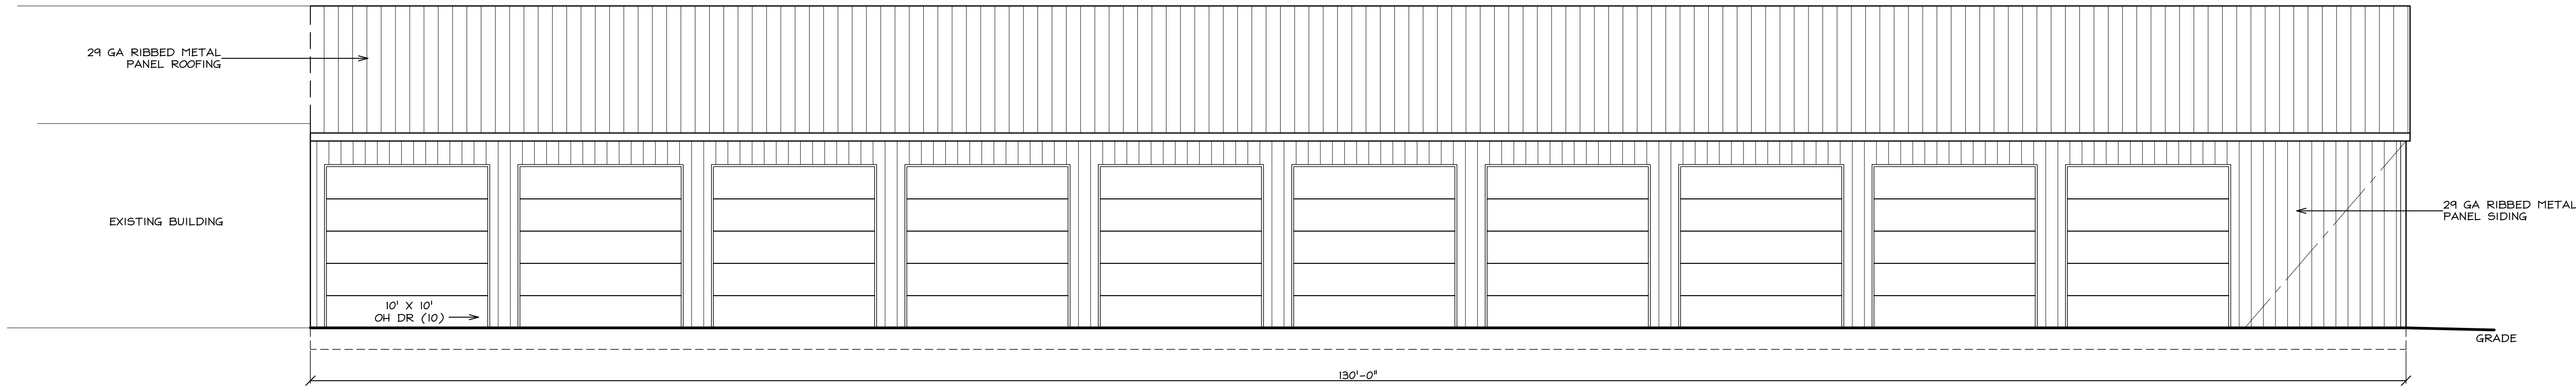 29 GA RIBBED METAL
PANEL ROOFING
EXISTING BUILDING
29 GA RIBBED METAL
PANEL SIDING
10' X 10'
OH DR (10)
GRADE
130'-0"